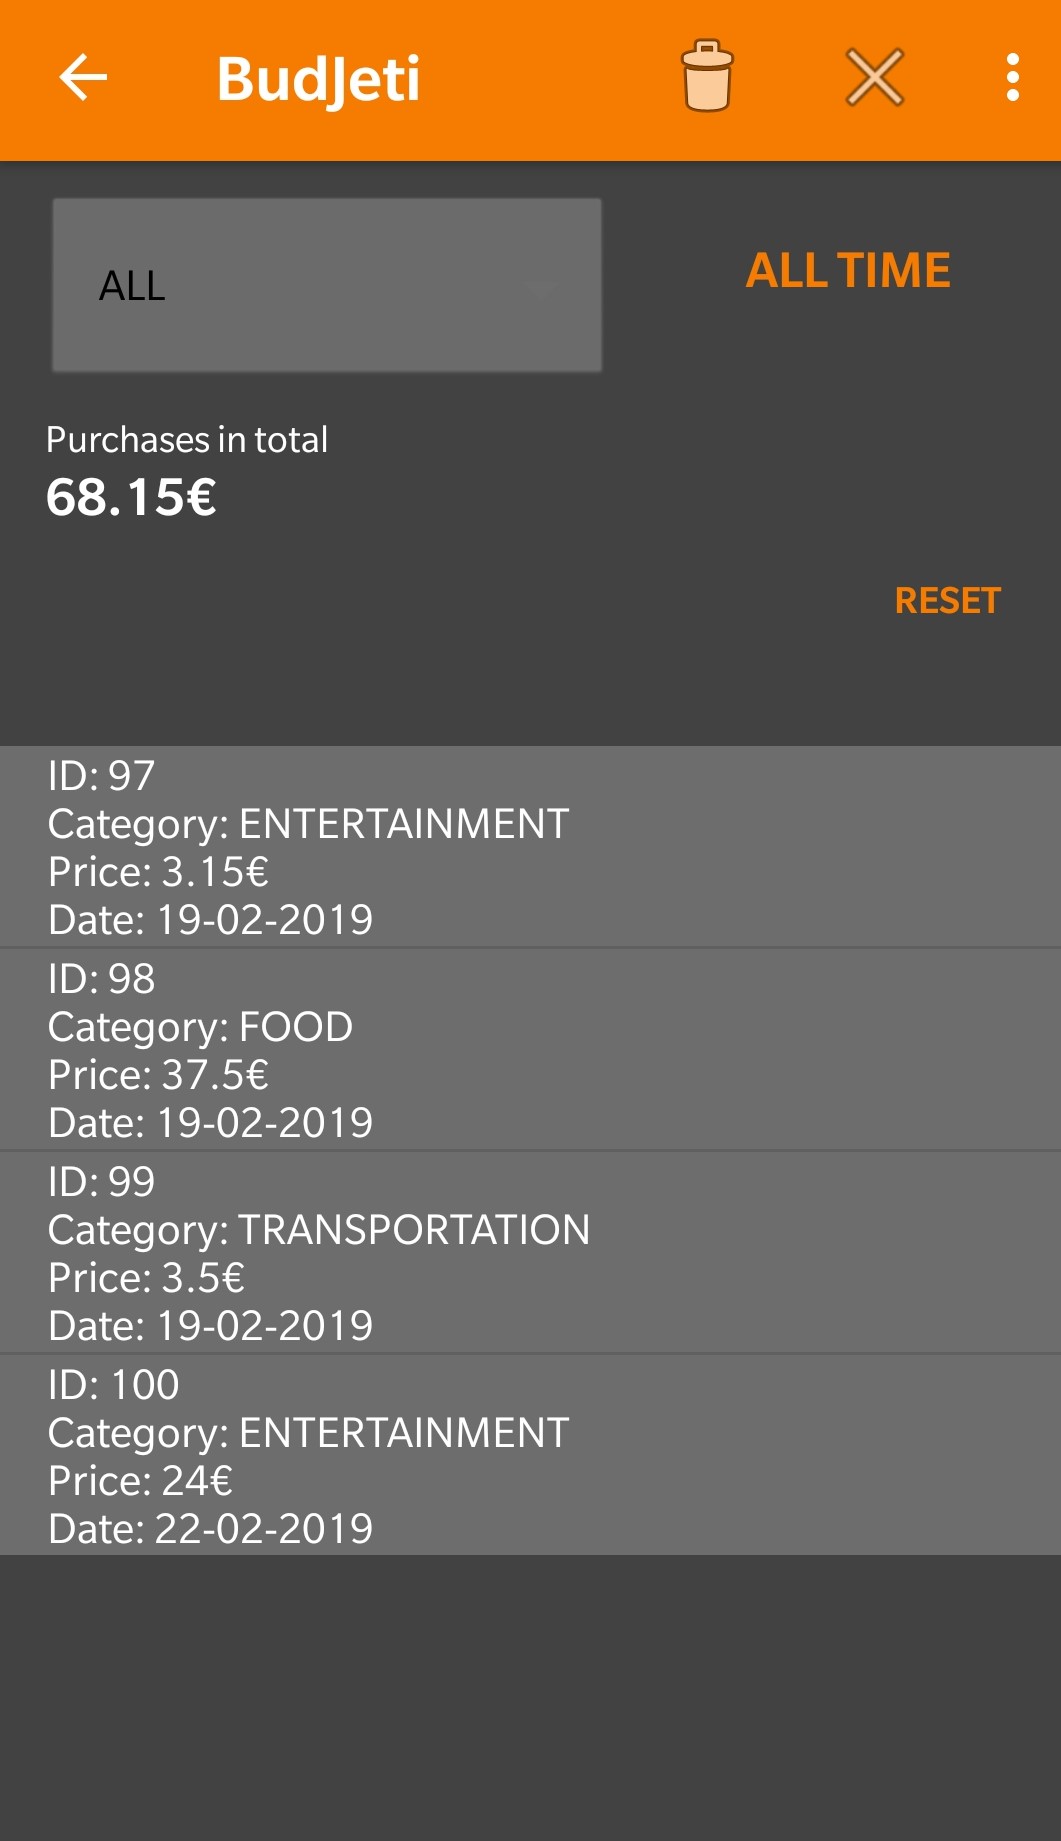 BudJeti
ALL
ALL TIME
Purchases in total
68.15€
RESET
ID: 97
Category: ENTERTAINMENT
Price: 3.15€
Date: 19-02-2019
ID: 98
Category: FOOD
Price: 37.5€
Date: 19-02-2019
ID: 99
Category: TRANSPORTATION
Price: 3.5€
Date: 19-02-2019
ID: 100
Category: ENTERTAINMENT
Price: 24€
Date: 22-02-2019